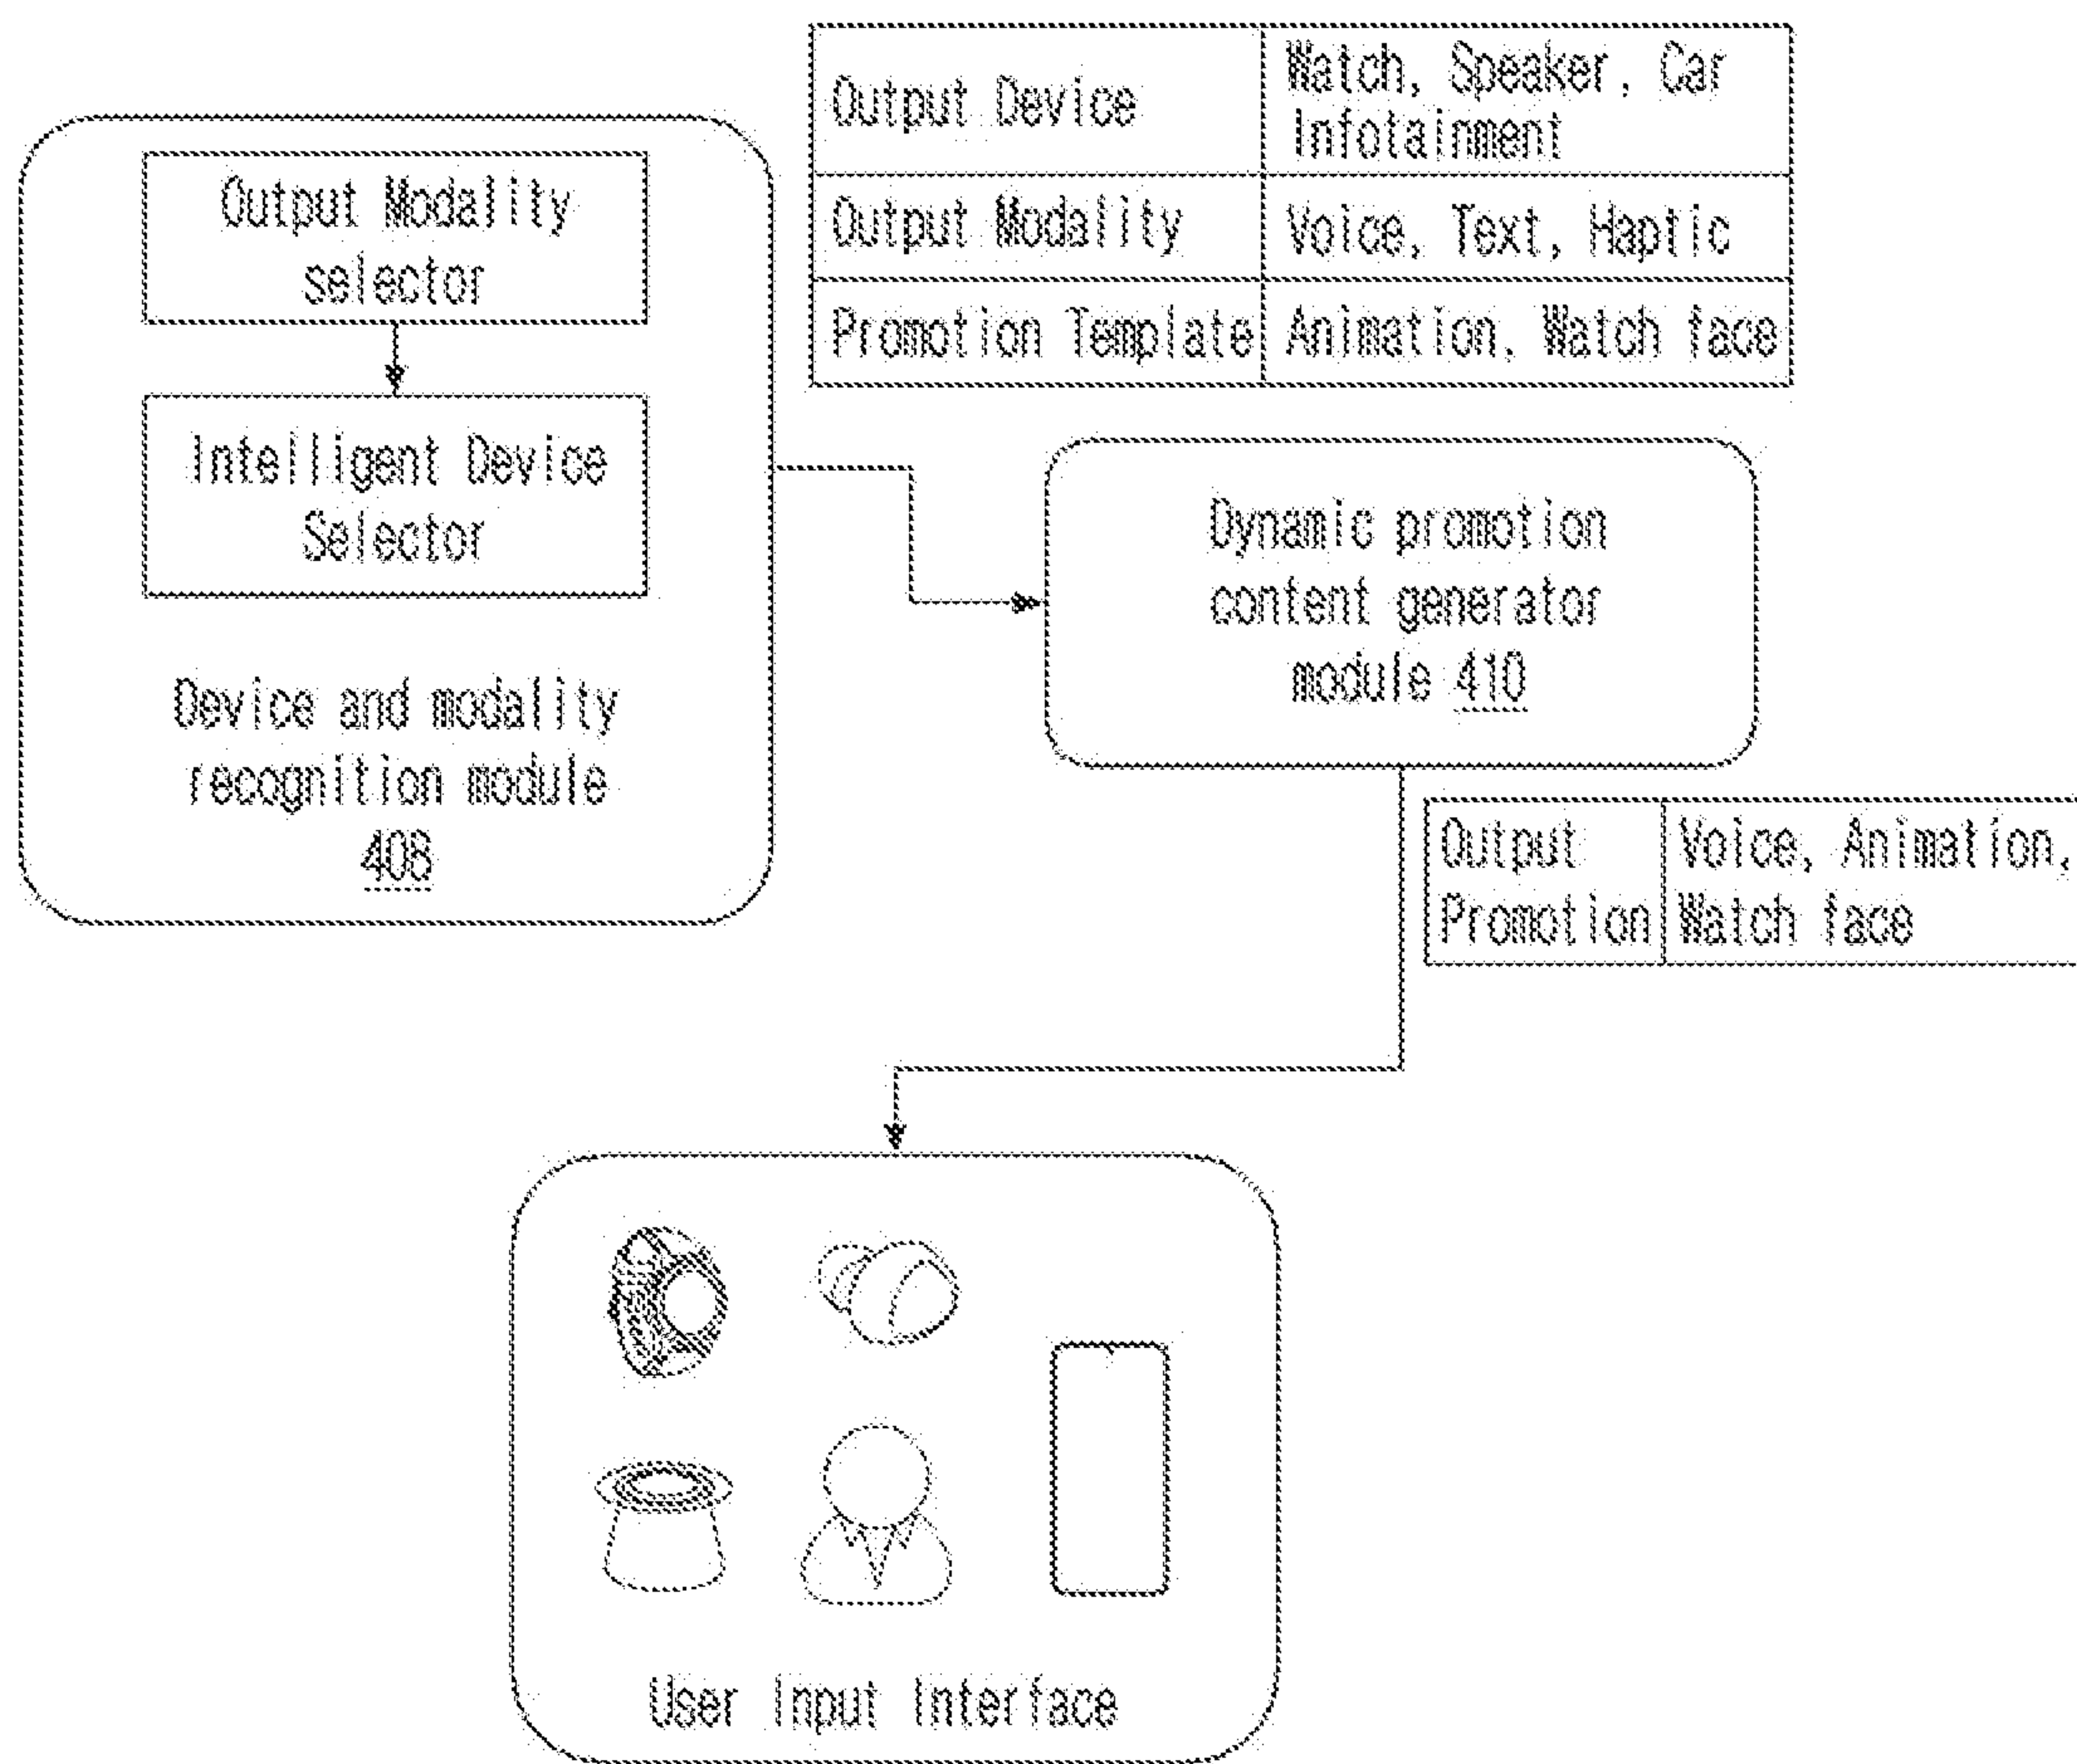 Output Device
Watch, Speaker, Car
Infotainment
Output Modality
Voice, Text, Haptic
Promotion Template
Animation, Watch face
Output Modality
selector
Intelligent Device
Selector
Device and modality
recognition module
408
Dynamic promotion
content generator
module 410
Output
Promotion
Voice, Animation,
Watch face
User Input Interface